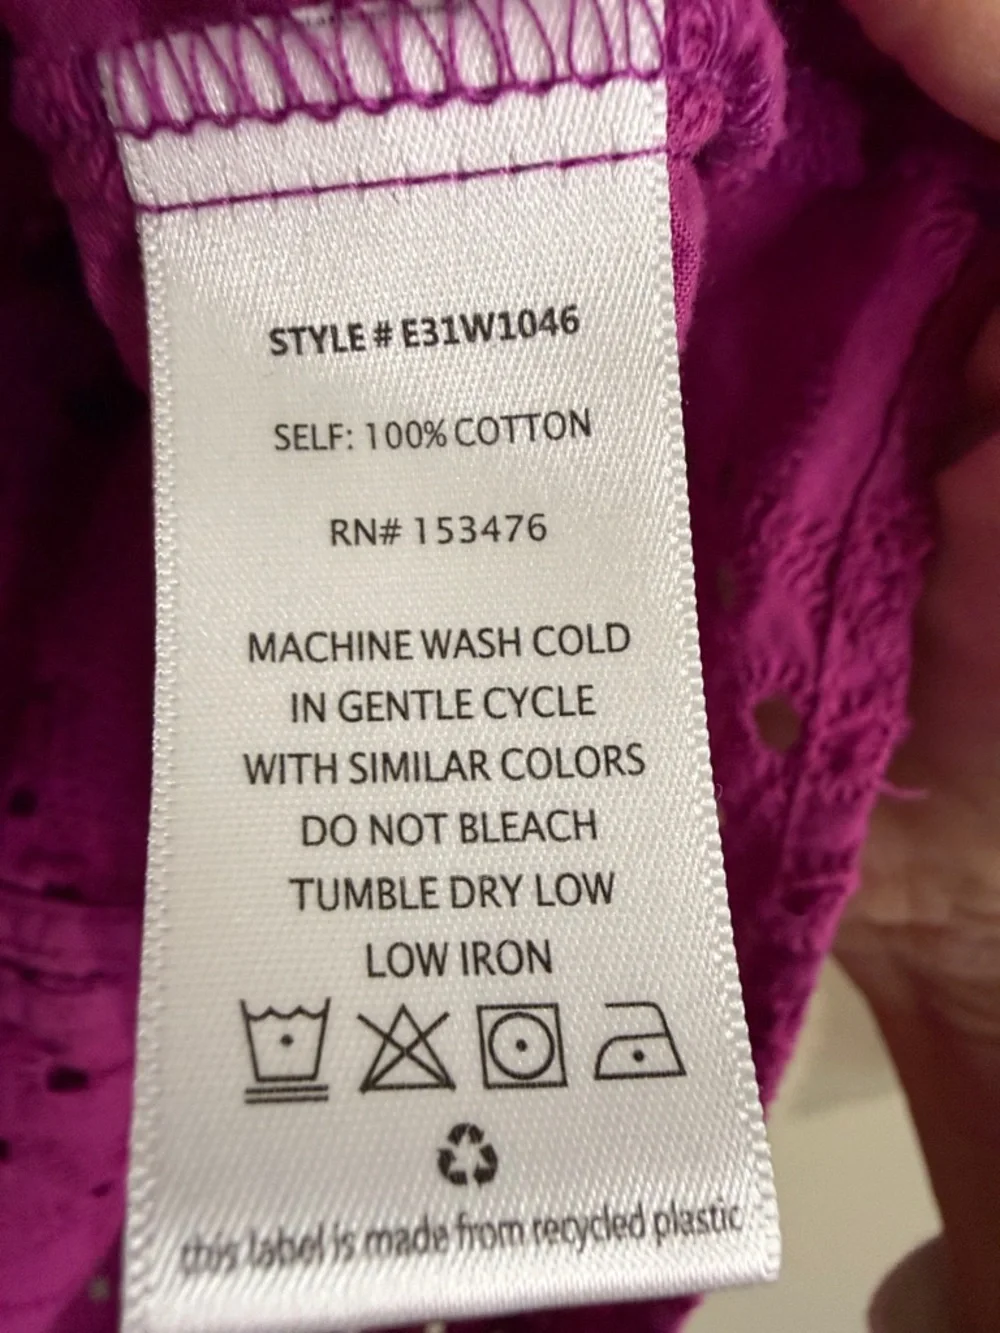 STYLE # E31W1046
SELF: 100% COTTON
RN# 153476
MACHINE WASH COLD
IN GENTLE CYCLE
WITH SIMILAR COLORS
DO NOT BLEACH
TUMBLE DRY LOW
LOW IRON
this label is made from recycled plastic